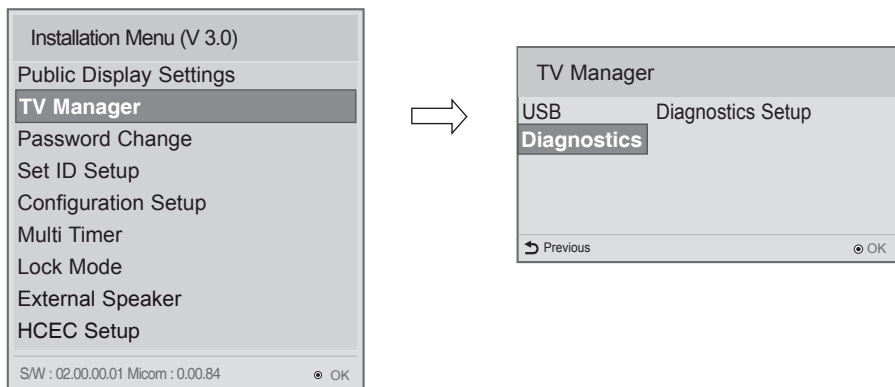 Installation Menu (V 3.0)
Public Display Settings
TV Manager
Password Change
Set ID Setup
Configuration Setup
Multi Timer
Lock Mode
External Speaker
HCEC Setup
S/W : 02.00.00.01 Micom : 0.00.84 OK
TV Manager
USB Diagnostics Setup
Diagnostics
Previous OK